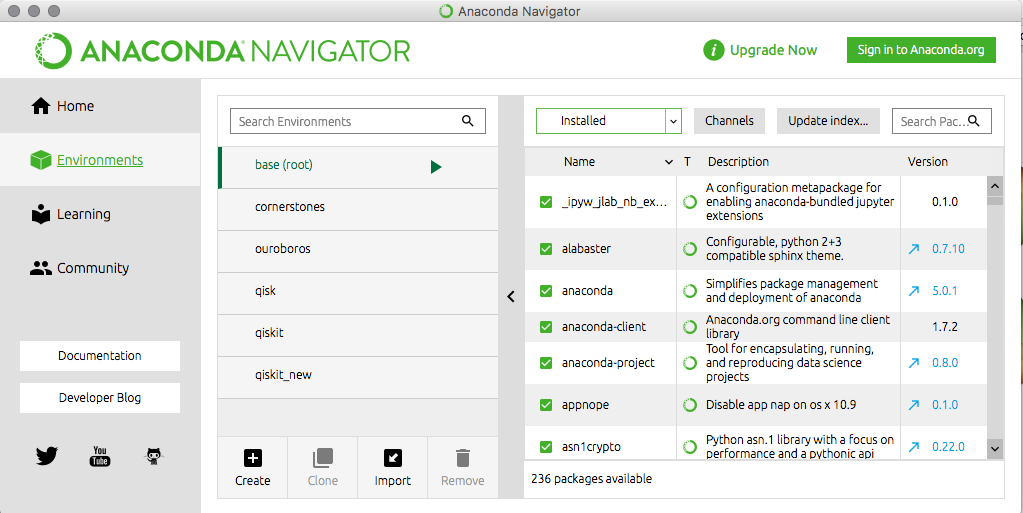 Anaconda Navigator
ANACONDA NAVIGATOR
Upgrade Now
Sign in to Anaconda.org
Home
Environments
Learning
Community
Documentation
Developer Blog
You
Tube
Search Environments
base (root)
cornerstones
ouroboros
qisk
qiskit
qiskit_new
Create
Clone
Import
Remove
Installed
Channels
Update index...
Search Pac...
Name T Description Version
_ipyw_jlab_nb_ex... A configuration metapackage for
enabling anaconda-bundled jupyter
extensions
0.1.0
alabaster Configurable, python 2+3
compatible sphinx theme.
0.7.10
anaconda Simplifies package management
and deployment of anaconda
5.0.1
anaconda-client Anaconda.org command line client
library
1.7.2
anaconda-project Tool for encapsulating, running,
and reproducing data science
projects
0.8.0
appnope Disable app nap on os x 10.9 0.1.0
asn1crypto Python asn.1 library with a focus on
performance and a pythonic api
0.22.0
236 packages available